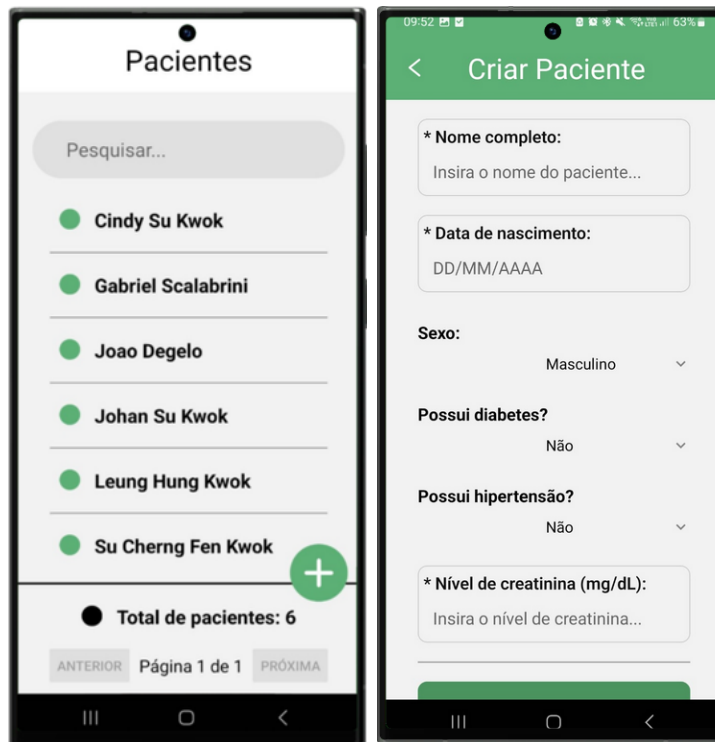 Pacientes
Pesquisar...
Cindy Su Kwok
Gabriel Scalabrini
Joao Degelo
Johan Su Kwok
Leung Hung Kwok
Su Cherng Fen Kwok
Total de pacientes: 6
ANTERIOR Página 1 de 1 PRÓXIMA
09:52 63%
Criar Paciente
* Nome completo:
Insira o nome do paciente...
* Data de nascimento:
DD/MM/AAAA
Sexo:
Masculino
Possui diabetes?
Não
Possui hipertensão?
Não
* Nível de creatinina (mg/dL):
Insira o nível de creatinina...